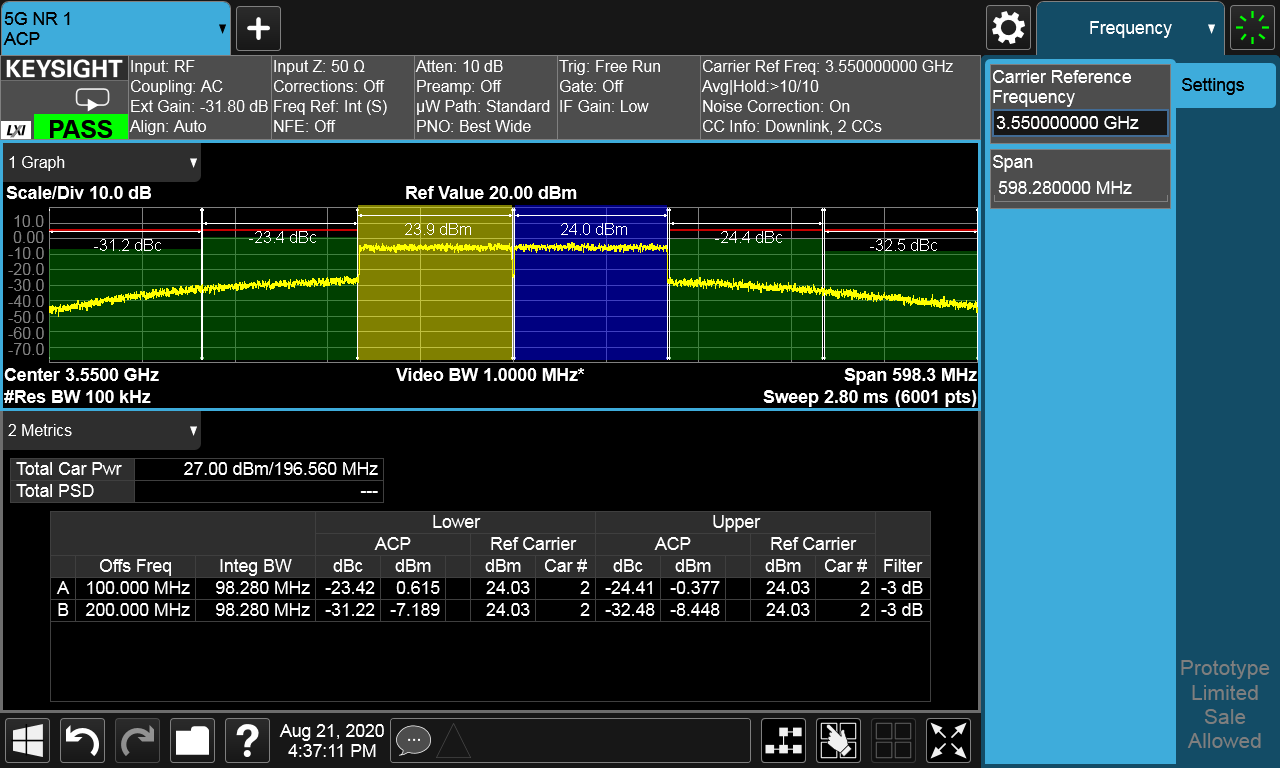 5G NR 1
ACP
Frequency
KEYSIGHT
LXI
PASS
Input: RF
Coupling: AC
Ext Gain: -31.80 dB
Align: Auto
Input Z: 50 Ω
Corrections: Off
Freq Ref: Int (S)
NFE: Off
Atten: 10 dB
Preamp: Off
µW Path: Standard
PNO: Best Wide
Trig: Free Run
Gate: Off
IF Gain: Low
Carrier Ref Freq: 3.550000000 GHz
Avg|Hold:>10/10
Noise Correction: On
CC Info: Downlink, 2 CCs
Carrier Reference
Frequency
3.550000000 GHz
Span
598.280000 MHz
Settings
1 Graph
Scale/Div 10.0 dB Ref Value 20.00 dBm
10.0
0.00
-10.0
-20.0
-30.0
-40.0
-50.0
-60.0
-70.0
-31.2 dBc -23.4 dBc 23.9 dBm 24.0 dBm -24.4 dBc -32.5 dBc
Center 3.5500 GHz Video BW 1.0000 MHz* Span 598.3 MHz
#Res BW 100 kHz Sweep 2.80 ms (6001 pts)
2 Metrics
Total Car Pwr 27.00 dBm/196.560 MHz
Total PSD ---
Lower Upper
ACP Ref Carrier ACP Ref Carrier
Offs Freq Integ BW dBc dBm dBm Car # dBc dBm dBm Car # Filter
A 100.000 MHz 98.280 MHz -23.42 0.615 24.03 2 -24.41 -0.377 24.03 2 -3 dB
B 200.000 MHz 98.280 MHz -31.22 -7.189 24.03 2 -32.48 -8.448 24.03 2 -3 dB
Prototype
Limited
Sale
Allowed
?
Aug 21, 2020
4:37:11 PM